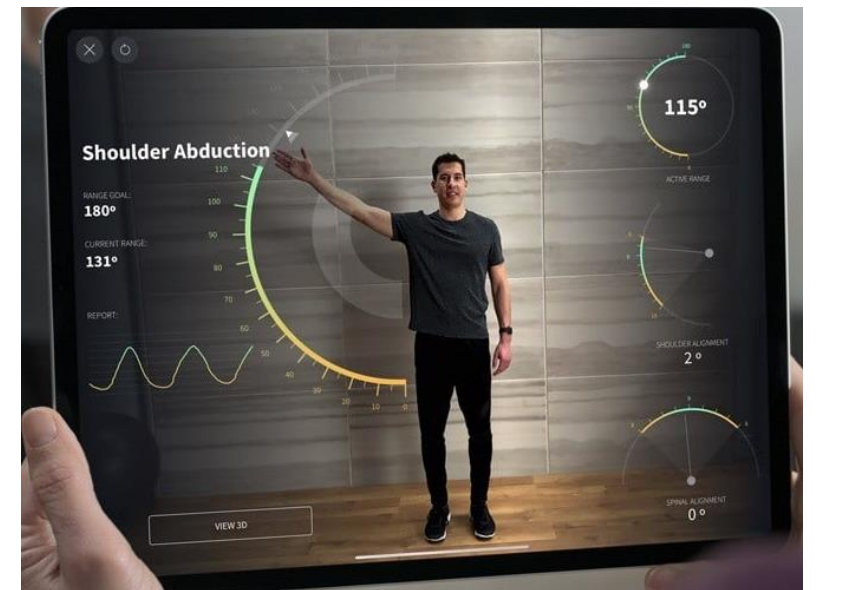 Shoulder Abduction
RANGE GOAL:
180°
CURRENT RANGE:
131°
REPORT:
VIEW 3D
110
100
90
80
70
60
50
40
30
20
10
0
180
115°
ACTIVE RANGE
SHOULDER ALIGNMENT
2°
SPINAL ALIGNMENT
0°